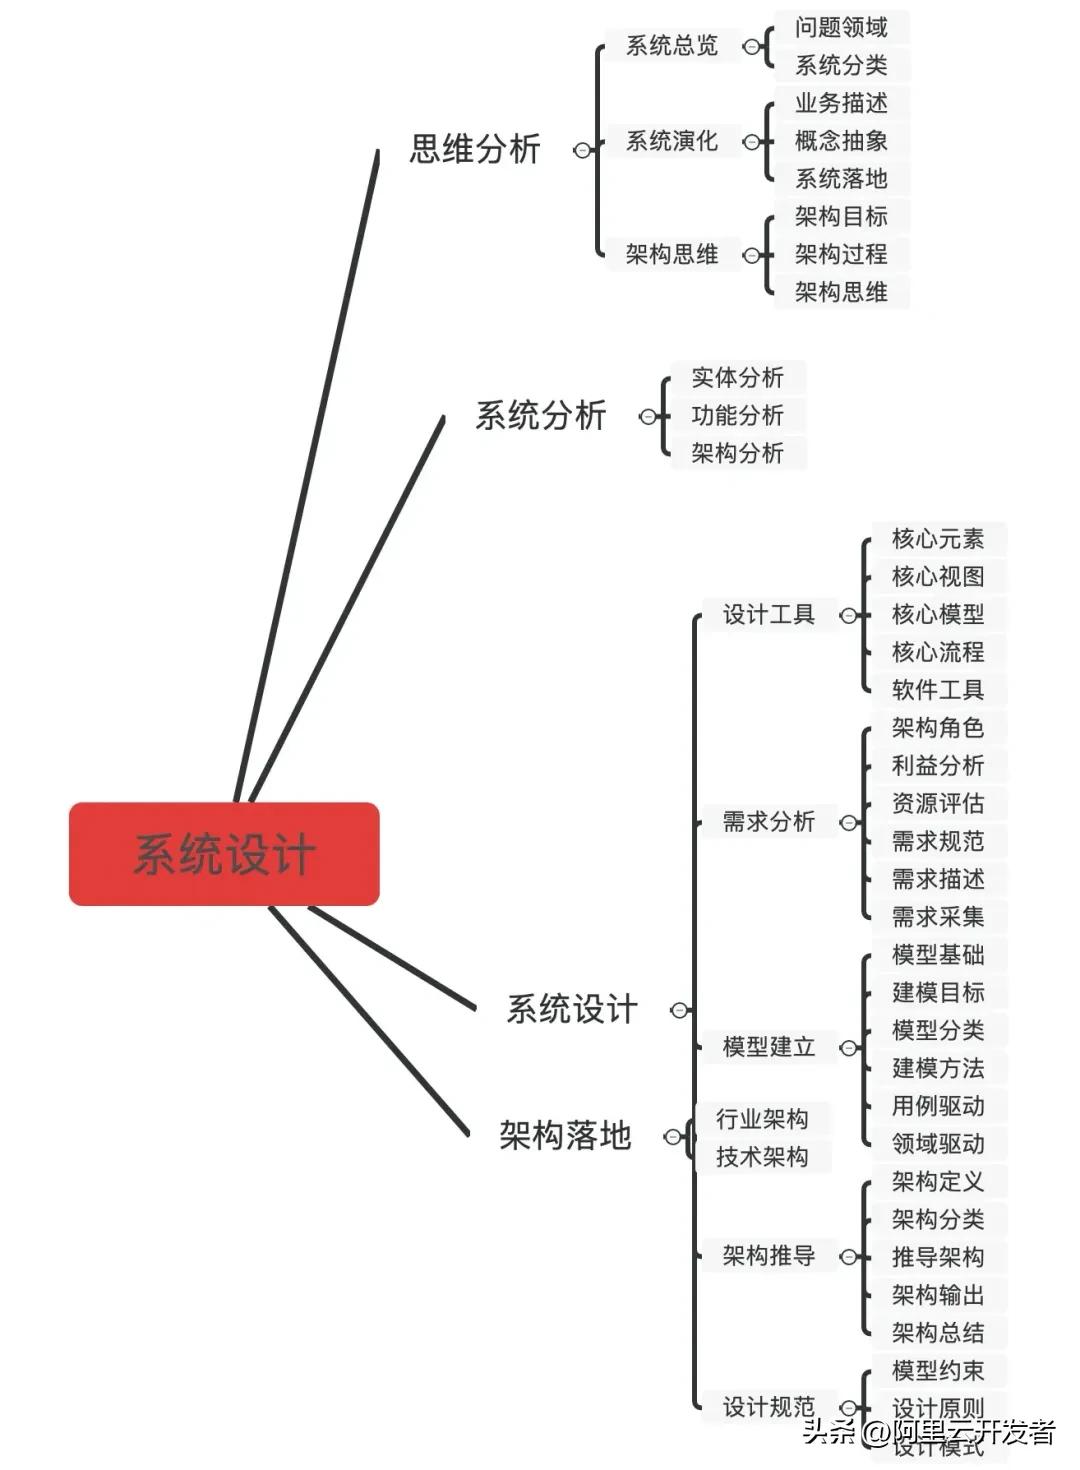 系统设计
思维分析
系统总览
问题领域
系统分类
系统演化
业务描述
概念抽象
系统落地
架构思维
架构目标
架构过程
架构思维
系统分析
实体分析
功能分析
架构分析
系统设计
设计工具
核心元素
核心视图
核心模型
核心流程
软件工具
需求分析
架构角色
利益分析
资源评估
需求规范
需求描述
需求采集
模型建立
模型基础
建模目标
模型分类
建模方法
用例驱动
领域驱动
架构推导
架构定义
架构分类
推导架构
架构输出
架构总结
设计规范
模型约束
设计原则
设计模式
架构落地
行业架构
技术架构
头条 @阿里云开发者